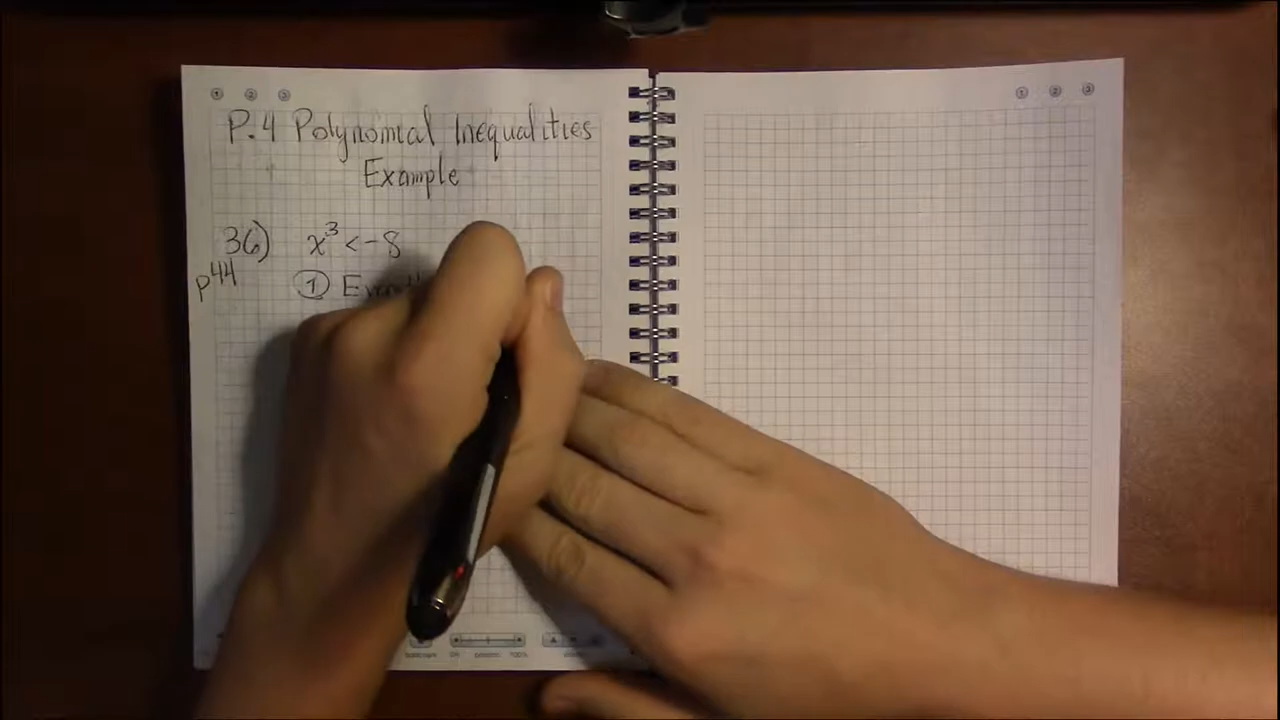 P.4 Polynomial Inequalities
Example
36) x³ < -8
P44
①